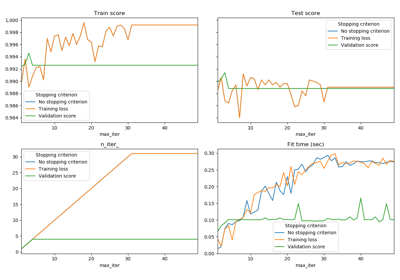 Train score
1.000
0.998
0.996
0.994
0.992
0.990
0.988
0.986
0.984
Stopping criterion
No stopping criterion
Training loss
Validation score
10 20 30 40
max_iter
Test score
Stopping criterion
No stopping criterion
Training loss
Validation score
10 20 30 40
max_iter
n_iter_
30
25
20
15
10
5
0
Stopping criterion
No stopping criterion
Training loss
Validation score
10 20 30 40
max_iter
Fit time (sec)
0.30
0.25
0.20
0.15
0.10
0.05
0.00
Stopping criterion
No stopping criterion
Training loss
Validation score
10 20 30 40
max_iter